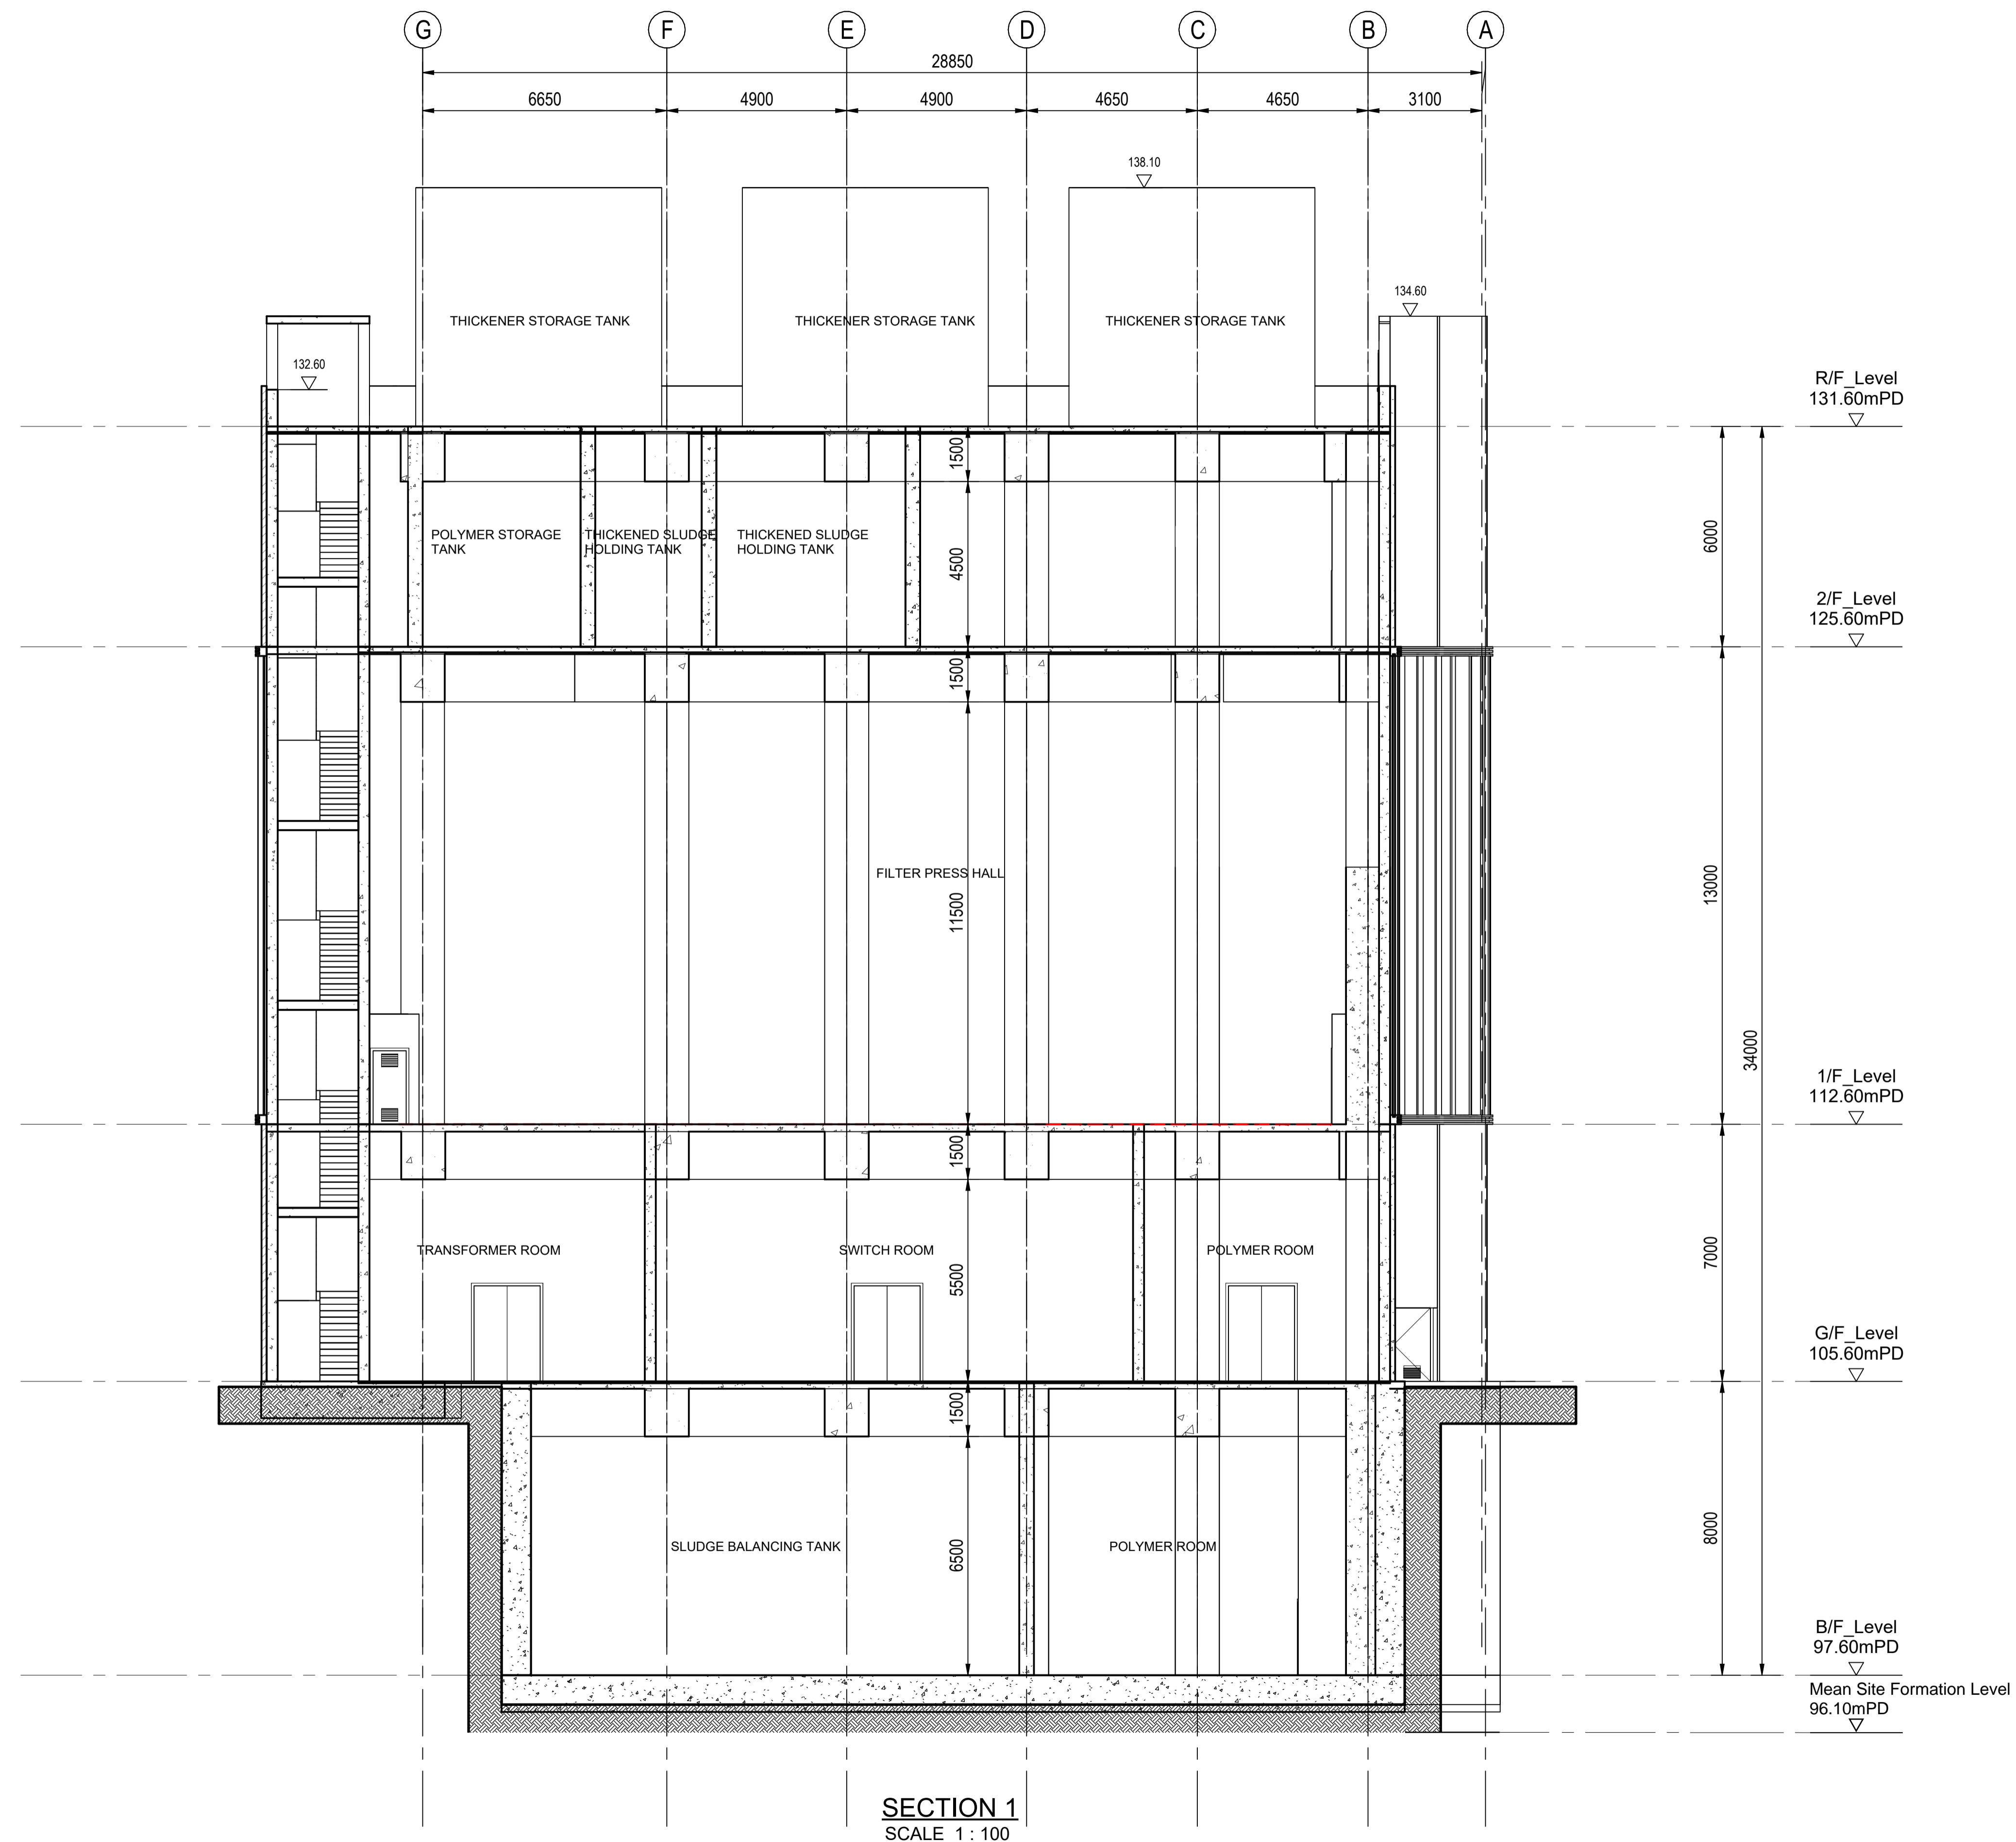 G F E D C B A
28850
6650 4900 4900 4650 4650 3100
138.10
134.60
THICKENER STORAGE TANK THICKENER STORAGE TANK THICKENER STORAGE TANK
132.60
R/F_Level
131.60mPD
1500
6000
POLYMER STORAGE
TANK
THICKENED SLUDGE
HOLDING TANK
THICKENED SLUDGE
HOLDING TANK
4500
2/F_Level
125.60mPD
1500
FILTER PRESS HALL
11500
13000
34000
1/F_Level
112.60mPD
1500
TRANSFORMER ROOM SWITCH ROOM POLYMER ROOM
5500
7000
G/F_Level
105.60mPD
1500
SLUDGE BALANCING TANK POLYMER ROOM
6500
8000
B/F_Level
97.60mPD
Mean Site Formation Level
96.10mPD
SECTION 1
SCALE 1 : 100